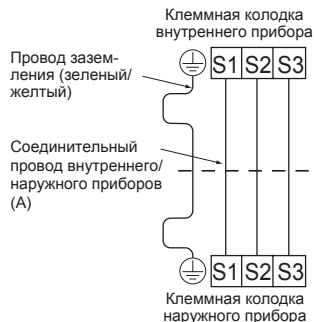 Клеммная колодка
внутреннего прибора
Провод зазем-
ления (зеленый/
желтый)
S1 S2 S3
Соединительный
провод внутреннего/
наружного приборов
(A)
S1 S2 S3
Клеммная колодка
наружного прибора